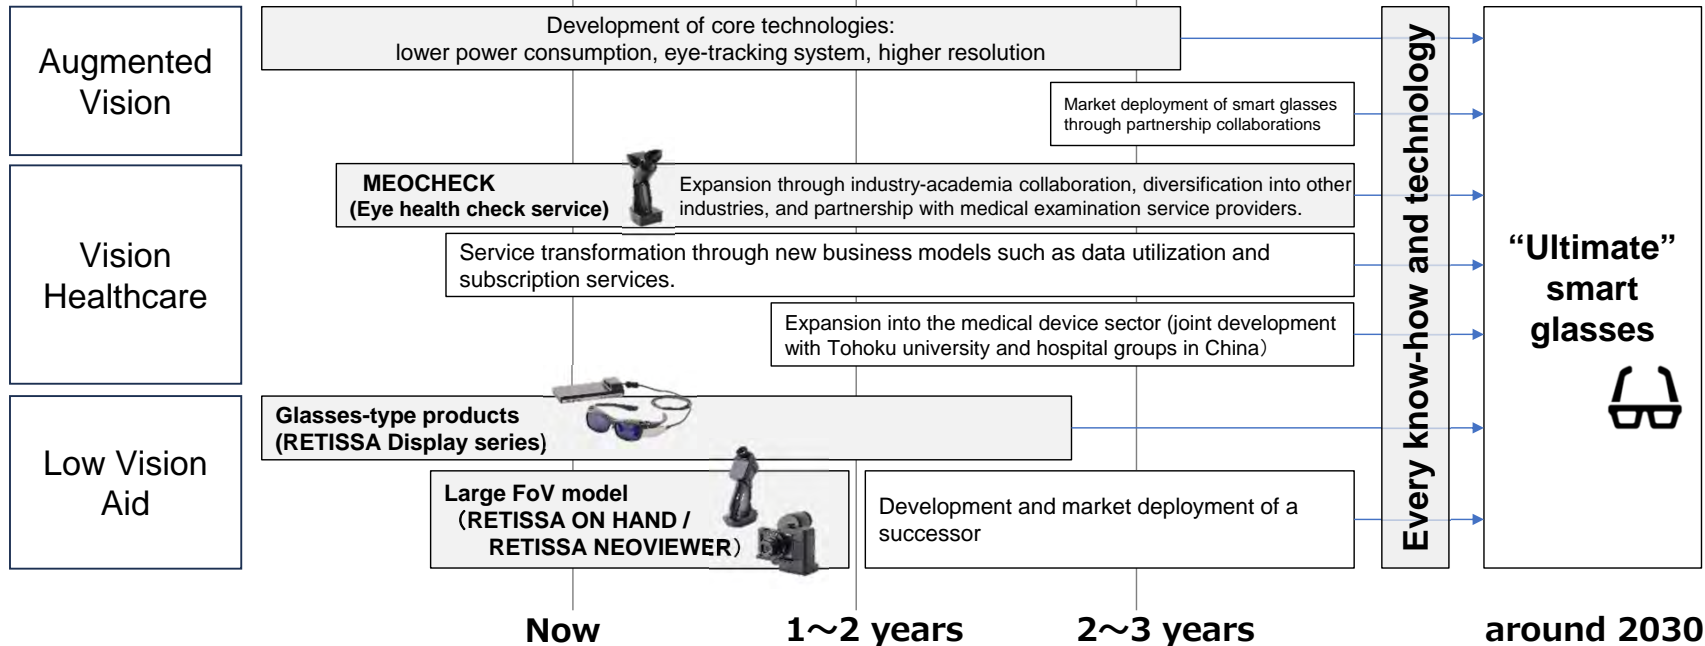 Augmented
Vision
Development of core technologies:
lower power consumption, eye-tracking system, higher resolution
Market deployment of smart glasses
through partnership collaborations
Vision
Healthcare
MEOCHECK
(Eye health check service)
Expansion through industry-academia collaboration, diversification into other
industries, and partnership with medical examination service providers.
Service transformation through new business models such as data utilization and
subscription services.
Expansion into the medical device sector (joint development
with Tohoku university and hospital groups in China）
Low Vision
Aid
Glasses-type products
(RETISSA Display series)
Large FoV model
（RETISSA ON HAND /
RETISSA NEOVIEWER）
Development and market deployment of a
successor
Every know-how and technology
“Ultimate”
smart
glasses
Now
1～2 years
2～3 years
around 2030